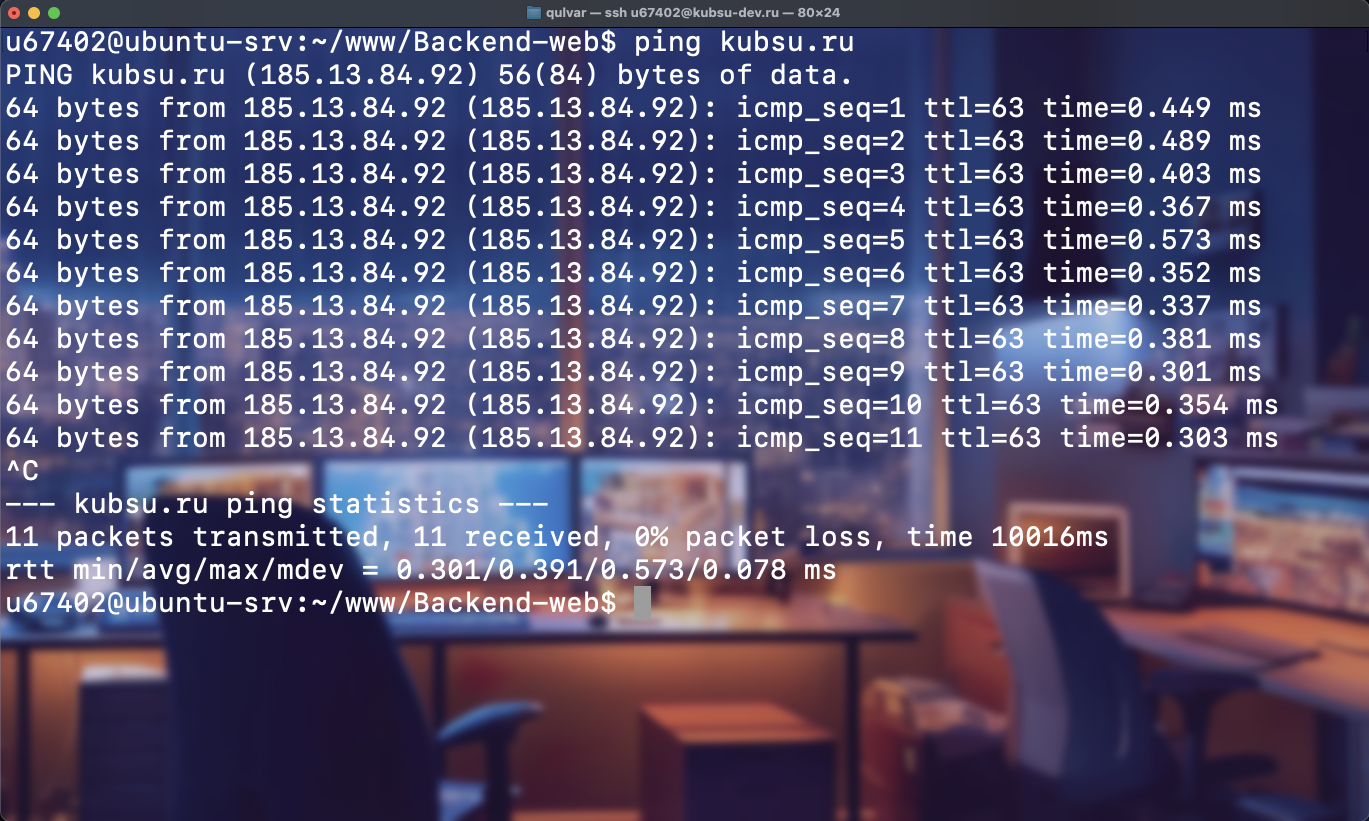 qulvar — ssh u67402@kubsu-dev.ru — 80×24
u67402@ubuntu-srv:~/www/Backend-web$ ping kubsu.ru
PING kubsu.ru (185.13.84.92) 56(84) bytes of data.
64 bytes from 185.13.84.92 (185.13.84.92): icmp_seq=1 ttl=63 time=0.449 ms
64 bytes from 185.13.84.92 (185.13.84.92): icmp_seq=2 ttl=63 time=0.489 ms
64 bytes from 185.13.84.92 (185.13.84.92): icmp_seq=3 ttl=63 time=0.403 ms
64 bytes from 185.13.84.92 (185.13.84.92): icmp_seq=4 ttl=63 time=0.367 ms
64 bytes from 185.13.84.92 (185.13.84.92): icmp_seq=5 ttl=63 time=0.573 ms
64 bytes from 185.13.84.92 (185.13.84.92): icmp_seq=6 ttl=63 time=0.352 ms
64 bytes from 185.13.84.92 (185.13.84.92): icmp_seq=7 ttl=63 time=0.337 ms
64 bytes from 185.13.84.92 (185.13.84.92): icmp_seq=8 ttl=63 time=0.381 ms
64 bytes from 185.13.84.92 (185.13.84.92): icmp_seq=9 ttl=63 time=0.301 ms
64 bytes from 185.13.84.92 (185.13.84.92): icmp_seq=10 ttl=63 time=0.354 ms
64 bytes from 185.13.84.92 (185.13.84.92): icmp_seq=11 ttl=63 time=0.303 ms
^C
--- kubsu.ru ping statistics ---
11 packets transmitted, 11 received, 0% packet loss, time 10016ms
rtt min/avg/max/mdev = 0.301/0.391/0.573/0.078 ms
u67402@ubuntu-srv:~/www/Backend-web$